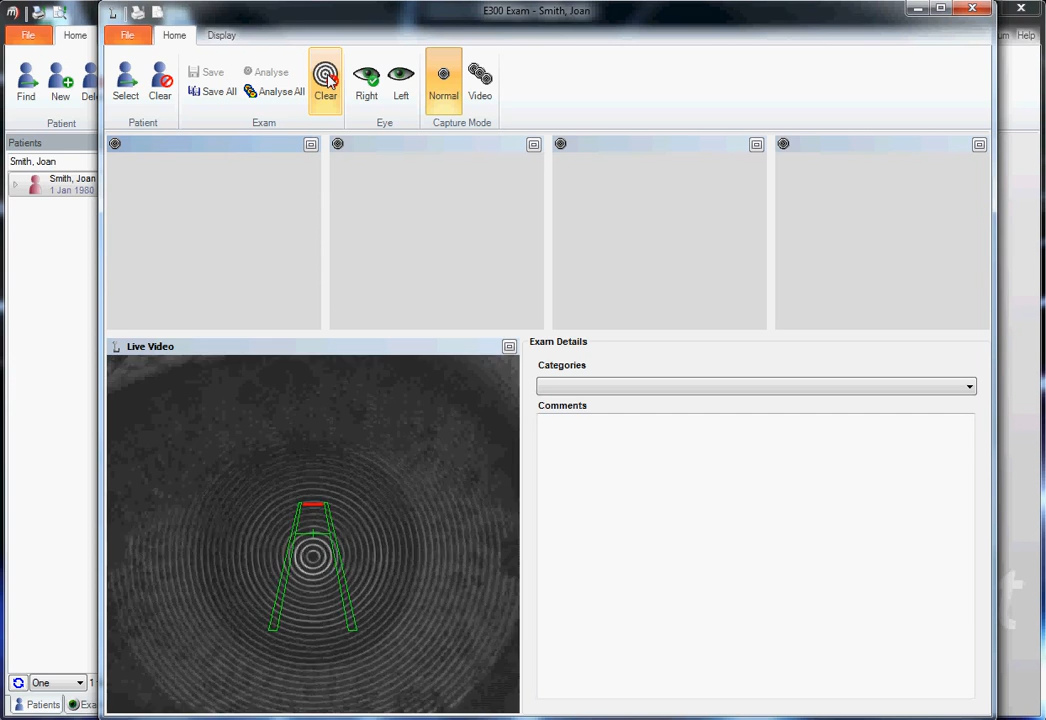 E300 Exam - Smith, Joan
File Home
File Home Display
Help
Find New
Patient
Select Clear
Patient
Save Analyse
Save All Analyse All
Clear
Exam
Right Left
Eye
Normal Video
Capture Mode
Patients
Smith, Joan
Smith, Joan
1 Jan 1980
Live Video
Exam Details
Categories
Comments
One
Patients